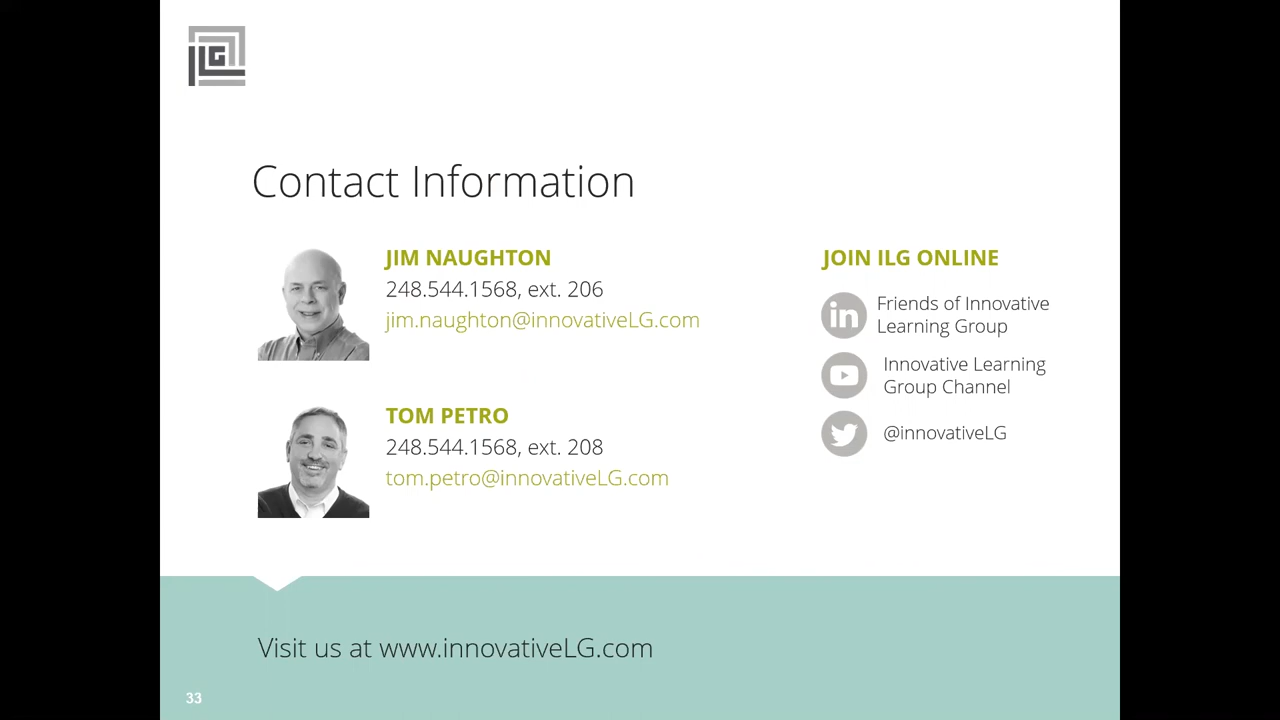 ILG
Contact Information
JIM NAUGHTON
248.544.1568, ext. 206
jim.naughton@innovativeLG.com
TOM PETRO
248.544.1568, ext. 208
tom.petro@innovativeLG.com
JOIN ILG ONLINE
in
Friends of Innovative
Learning Group
Innovative Learning
Group Channel
@innovativeLG
Visit us at www.innovativeLG.com
33